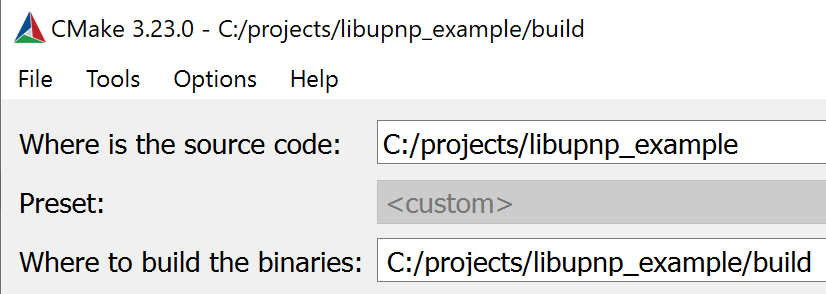 CMake 3.23.0 - C:/projects/libupnp_example/build
File Tools Options Help
Where is the source code: C:/projects/libupnp_example
Preset: <custom>
Where to build the binaries: C:/projects/libupnp_example/build